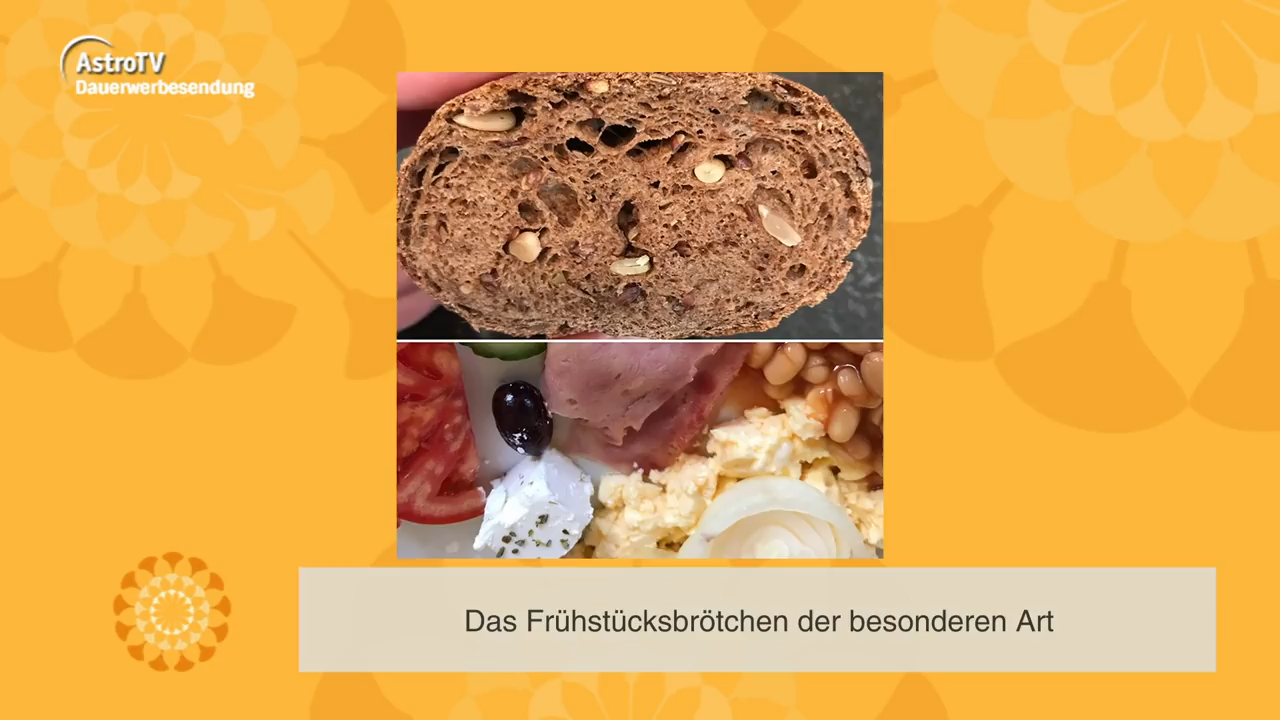 AstroTV
Dauerwerbesendung
Das Frühstücksbrötchen der besonderen Art